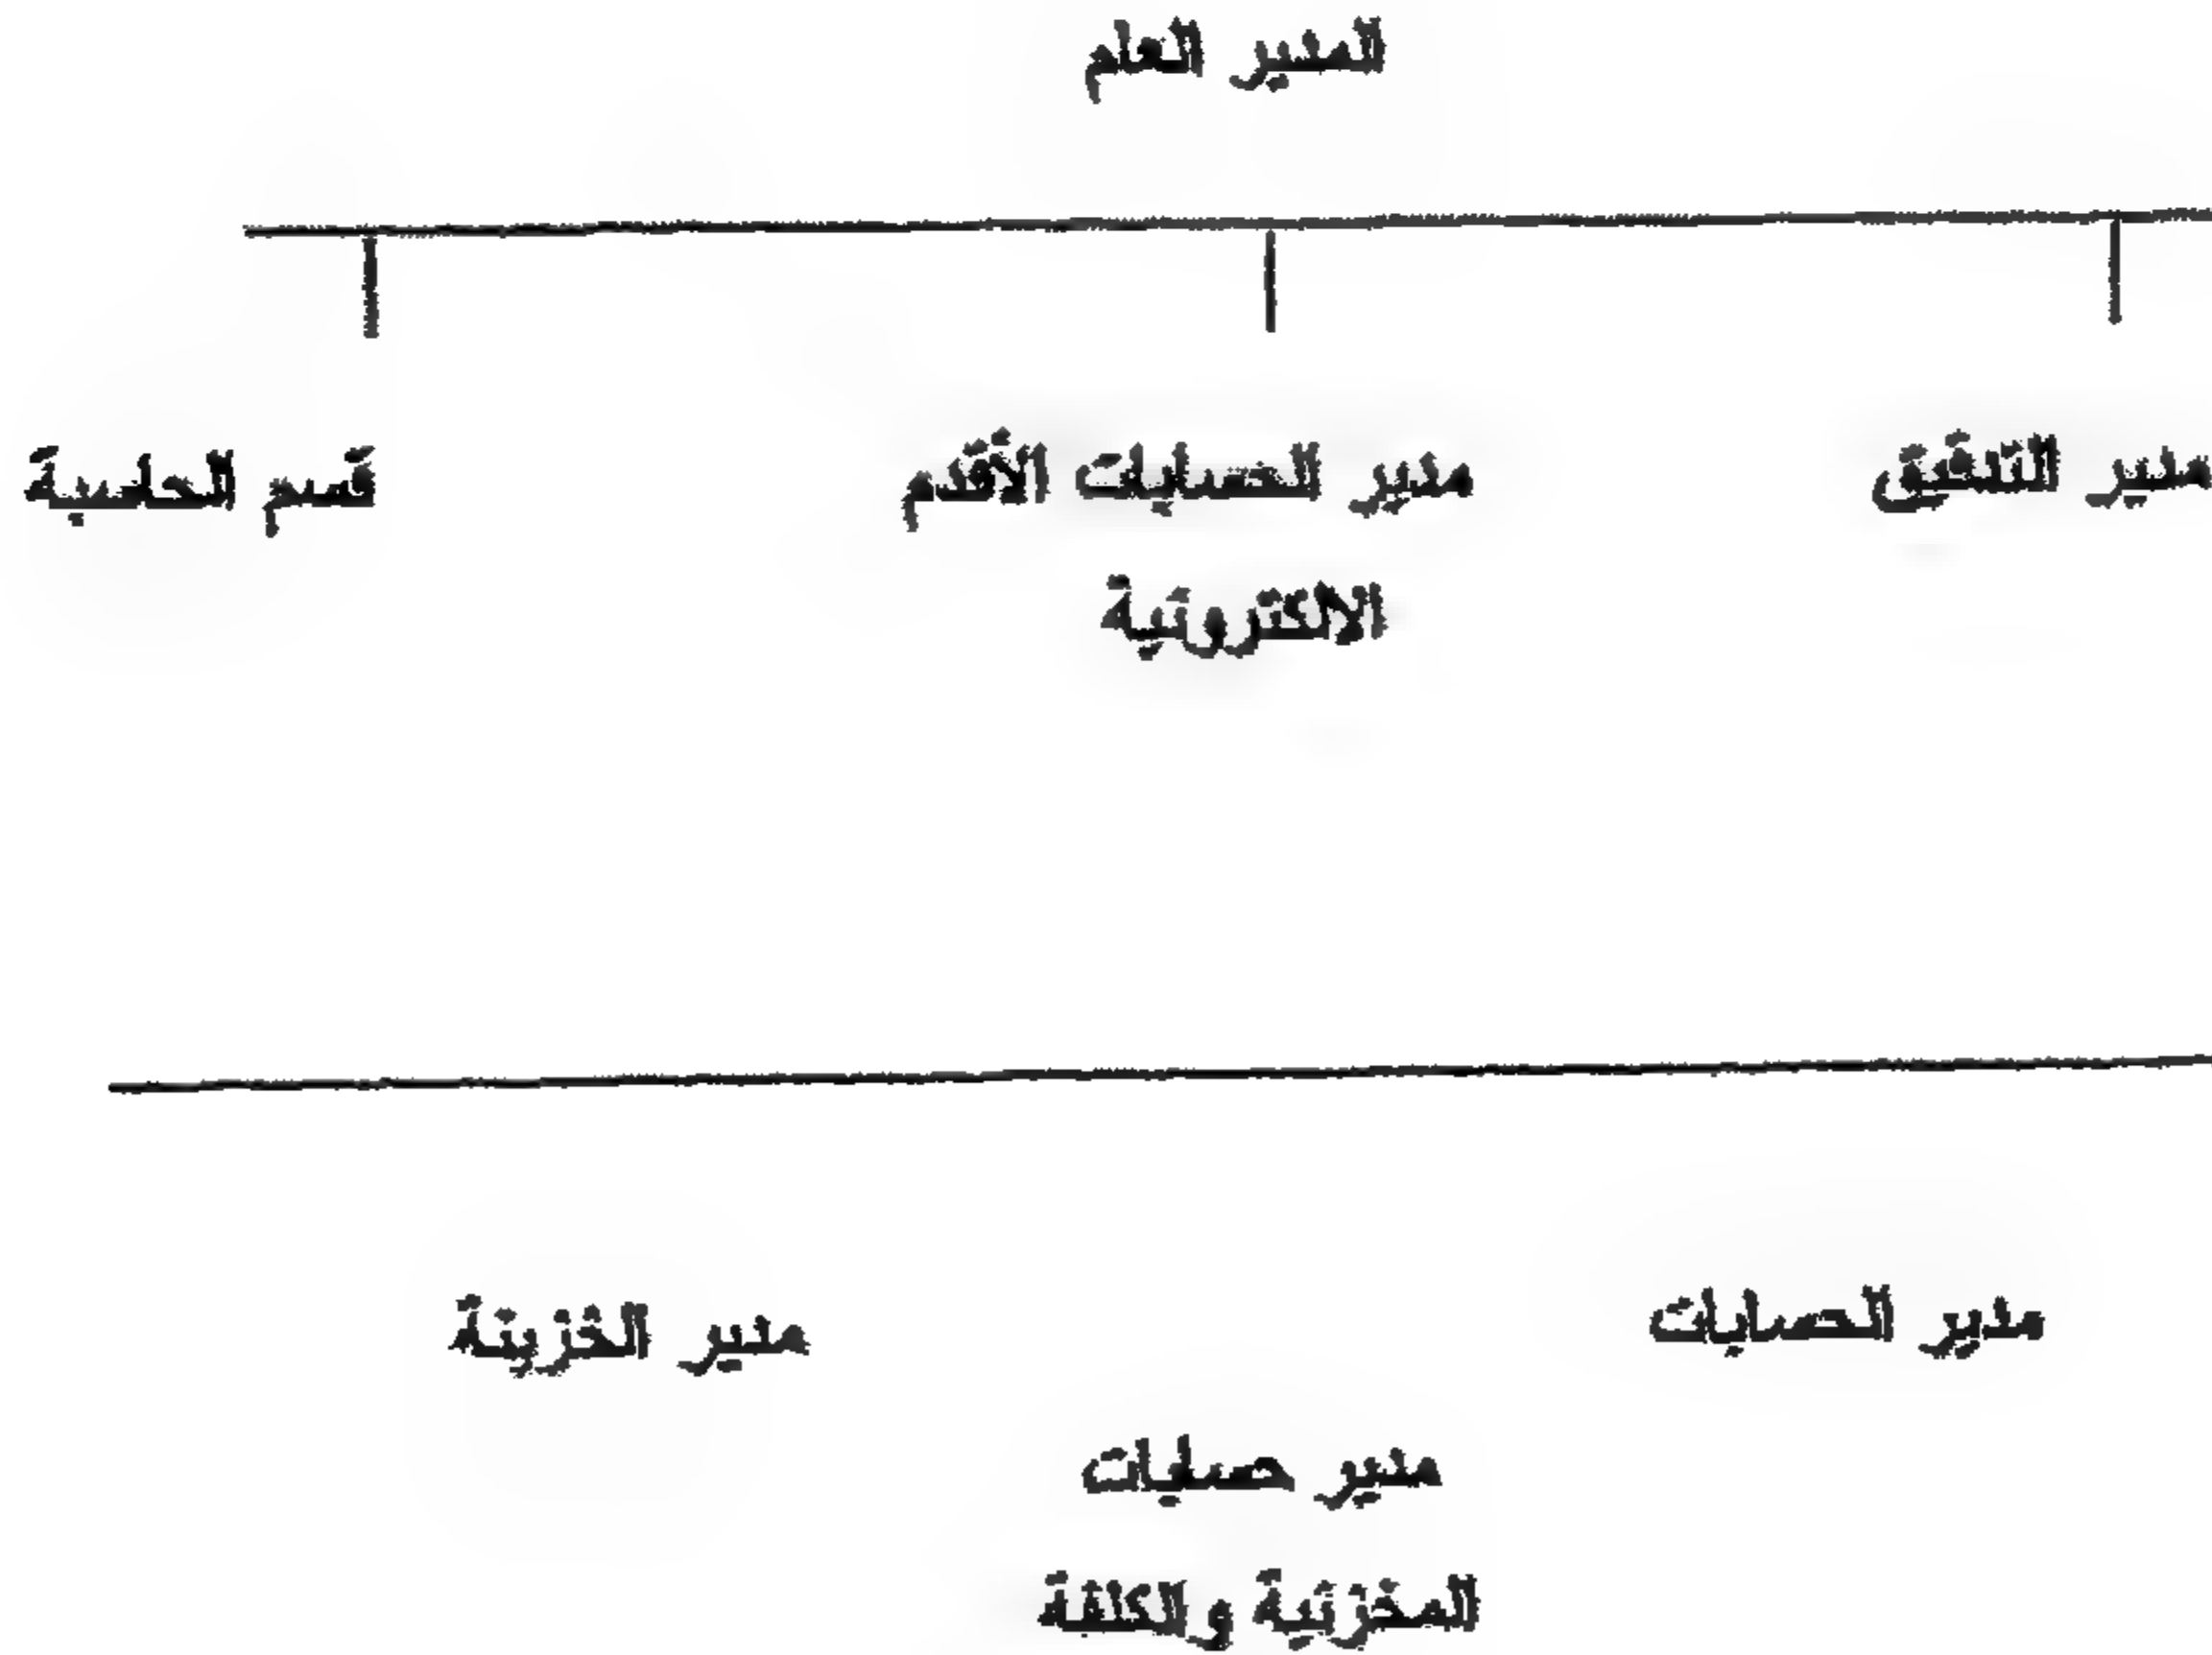 المدير العام
مدير التدقيق
مدير الحسابات الأقدم
قسم الحاسبة
الالكترونية
مدير الحسابات
مدير الخزينة
مدير حسابات
المخزنية والكلفة